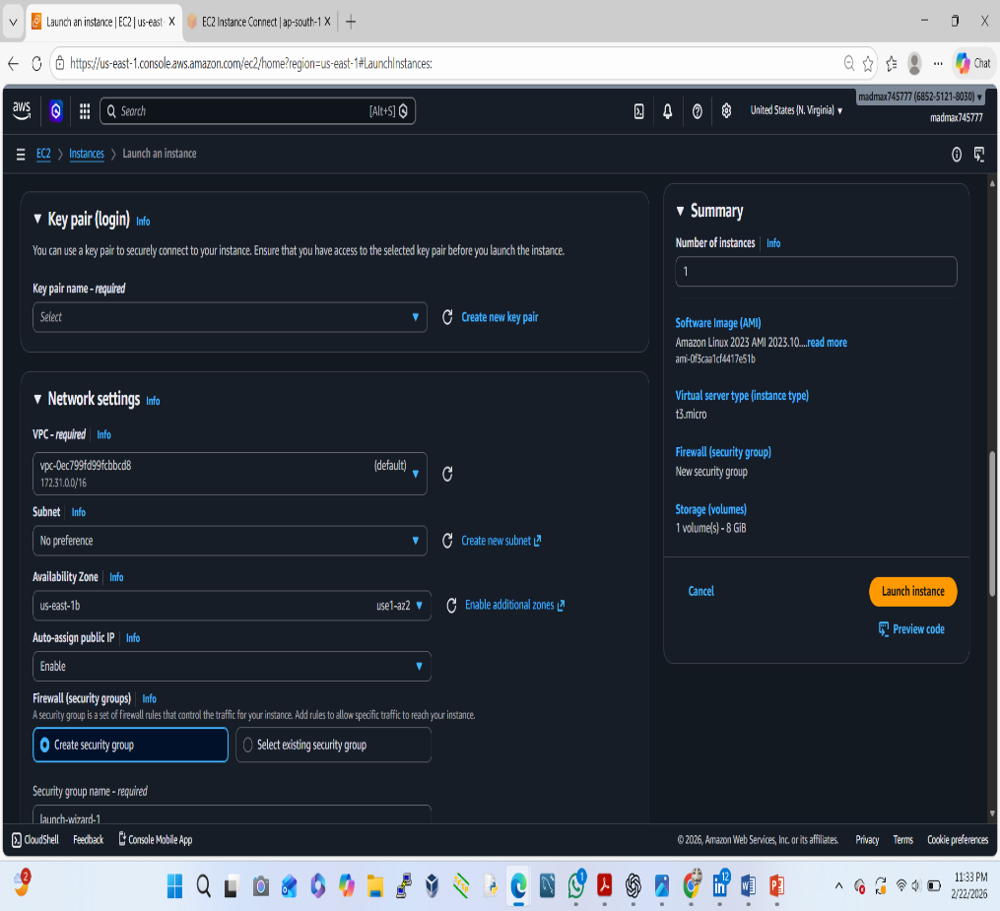 Launch an instance | EC2 | us-east-
EC2 Instance Connect | ap-south-1
https://us-east-1.console.aws.amazon.com/ec2/home?region=us-east-1#LaunchInstances:
Chat
aws
Search
[Alt+S]
United States (N. Virginia)
madmax745777 (6852-5121-8030)
madmax745777
EC2
Instances
Launch an instance
Key pair (login) Info
You can use a key pair to securely connect to your instance. Ensure that you have access to the selected key pair before you launch the instance.
Key pair name - required
Select
Create new key pair
Network settings Info
VPC - required Info
vpc-0ec799fd99fcbbcd8 (default)
172.31.0.0/16
Subnet Info
No preference
Create new subnet
Availability Zone Info
us-east-1b use1-az2
Enable additional zones
Auto-assign public IP Info
Enable
Firewall (security groups) Info
A security group is a set of firewall rules that control the traffic for your instance. Add rules to allow specific traffic to reach your instance.
Create security group
Select existing security group
Security group name - required
launch-wizard-1
Summary
Number of instances Info
1
Software Image (AMI)
Amazon Linux 2023 AMI 2023.10....read more
ami-0f3caa1cf4417e51b
Virtual server type (instance type)
t3.micro
Firewall (security group)
New security group
Storage (volumes)
1 volume(s) - 8 GiB
Cancel
Launch instance
Preview code
CloudShell
Feedback
Console Mobile App
© 2026, Amazon Web Services, Inc. or its affiliates.
Privacy
Terms
Cookie preferences
2
1
12
11:33 PM
2/22/2026